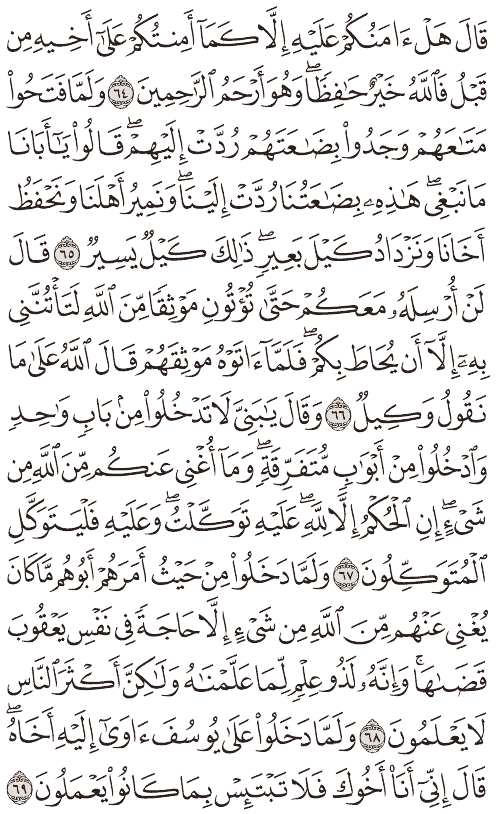 قَالَ هَلْ ءَامَنُكُمْ عَلَيْهِ إِلَّا كَمَآ أَمِنتُكُمْ عَلَىٰٓ أَخِيهِ مِن
قَبْلُ فَٱللَّهُ خَيْرٌ حَـٰفِظًا ۖ وَهُوَ أَرْحَمُ ٱلرَّٰحِمِينَ ٦٤ وَلَمَّا فَتَحُوا۟
مَتَـٰعَهُمْ وَجَدُوا۟ بِضَـٰعَتَهُمْ رُدَّتْ إِلَيْهِمْ ۖ قَالُوا۟ يَـٰٓأَبَانَا
مَا نَبْغِى ۖ هَـٰذِهِۦ بِضَـٰعَتُنَا رُدَّتْ إِلَيْنَا ۖ وَنَمِيرُ أَهْلَنَا وَنَحْفَظُ
أَخَانَا وَنَزْدَادُ كَيْلَ بَعِيرٍ ۖ ذَٰلِكَ كَيْلٌ يَسِيرٌ ٦٥ قَالَ
لَنْ أُرْسِلَهُۥ مَعَكُمْ حَتَّىٰ تُؤْتُونِ مَوْثِقًا مِّنَ ٱللَّهِ لَتَأْتُنَّنِى
بِهِۦٓ إِلَّآ أَن يُحَاطَ بِكُمْ ۖ فَلَمَّآ ءَاتَوْهُ مَوْثِقَهُمْ قَالَ ٱللَّهُ عَلَىٰ مَا
نَقُولُ وَكِيلٌ ٦٦ وَقَالَ يَـٰبَنِىَّ لَا تَدْخُلُوا۟ مِنۢ بَابٍ وَٰحِدٍ
وَٱدْخُلُوا۟ مِنْ أَبْوَٰبٍ مُّتَفَرِّقَةٍ ۖ وَمَآ أُغْنِى عَنكُم مِّنَ ٱللَّهِ مِن
شَىْءٍ ۖ إِنِ ٱلْحُكْمُ إِلَّا لِلَّهِ ۖ عَلَيْهِ تَوَكَّلْتُ ۖ وَعَلَيْهِ فَلْيَتَوَكَّلِ
ٱلْمُتَوَكِّلُونَ ٦٧ وَلَمَّا دَخَلُوا۟ مِنْ حَيْثُ أَمَرَهُمْ أَبُوهُم مَّا كَانَ
يُغْنِى عَنْهُم مِّنَ ٱللَّهِ مِن شَىْءٍ إِلَّا حَاجَةً فِى نَفْسِ يَعْقُوبَ
قَضَىٰهَا ۚ وَإِنَّهُۥ لَذُو عِلْمٍ لِّمَا عَلَّمْنَـٰهُ وَلَـٰكِنَّ أَكْثَرَ ٱلنَّاسِ
لَا يَعْلَمُونَ ٦٨ وَلَمَّا دَخَلُوا۟ عَلَىٰ يُوسُفَ ءَاوَىٰٓ إِلَيْهِ أَخَاهُ ۖ
قَالَ إِنِّىٓ أَنَا۠ أَخُوكَ فَلَا تَبْتَئِسْ بِمَا كَانُوا۟ يَعْمَلُونَ ٦٩